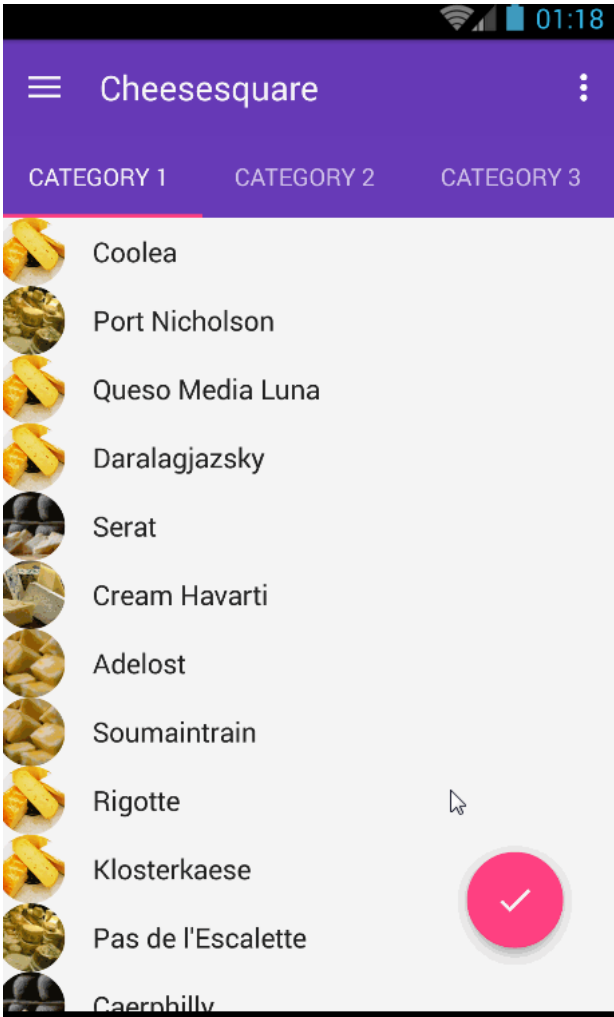 01:18
Cheesesquare
CATEGORY 1 CATEGORY 2 CATEGORY 3
Coolea
Port Nicholson
Queso Media Luna
Daralagjazsky
Serat
Cream Havarti
Adelost
Soumaintrain
Rigotte
Klosterkaese
Pas de l'Escalette
Caerphilly